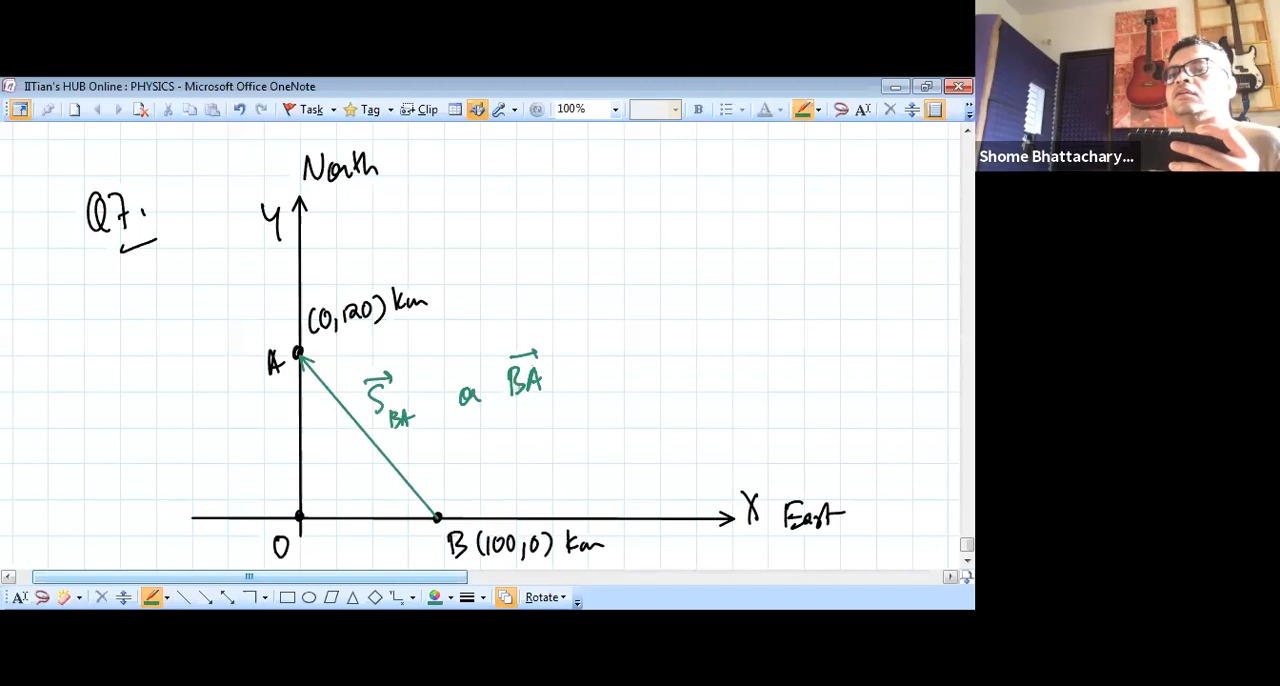 IITian's HUB Online : PHYSICS - Microsoft Office OneNote
Task Tag Clip 100% B A A
North
Q7.
Y
(0,120) km
A
S BA or BA
X East
O
B (100,0) km
A Rotate
Shome Bhattachary...